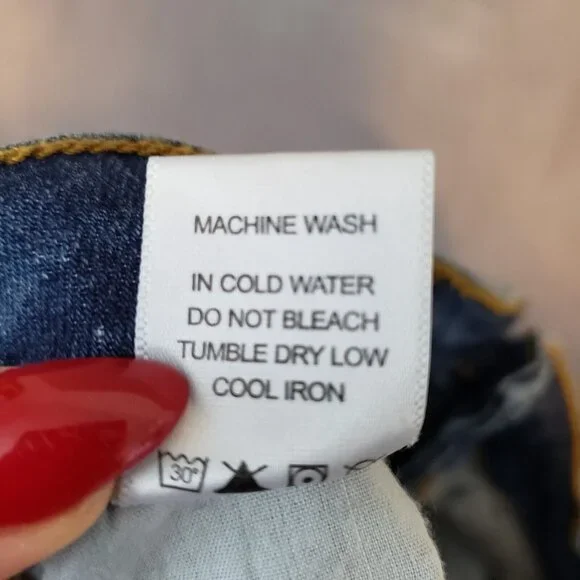 MACHINE WASH
IN COLD WATER
DO NOT BLEACH
TUMBLE DRY LOW
COOL IRON
30°